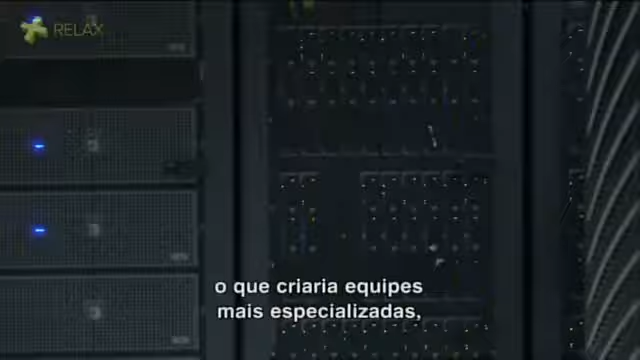 RELAX
o que criaria equipes
mais especializadas,